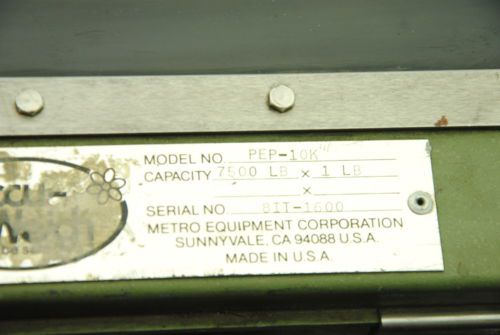 MODEL NO. PEP-10K
CAPACITY 7500 LB x 1 LB
x
SERIAL NO 81T-1600
METRO EQUIPMENT CORPORATION
SUNNYVALE, CA 94088 U.S.A.
MADE IN U.S.A.